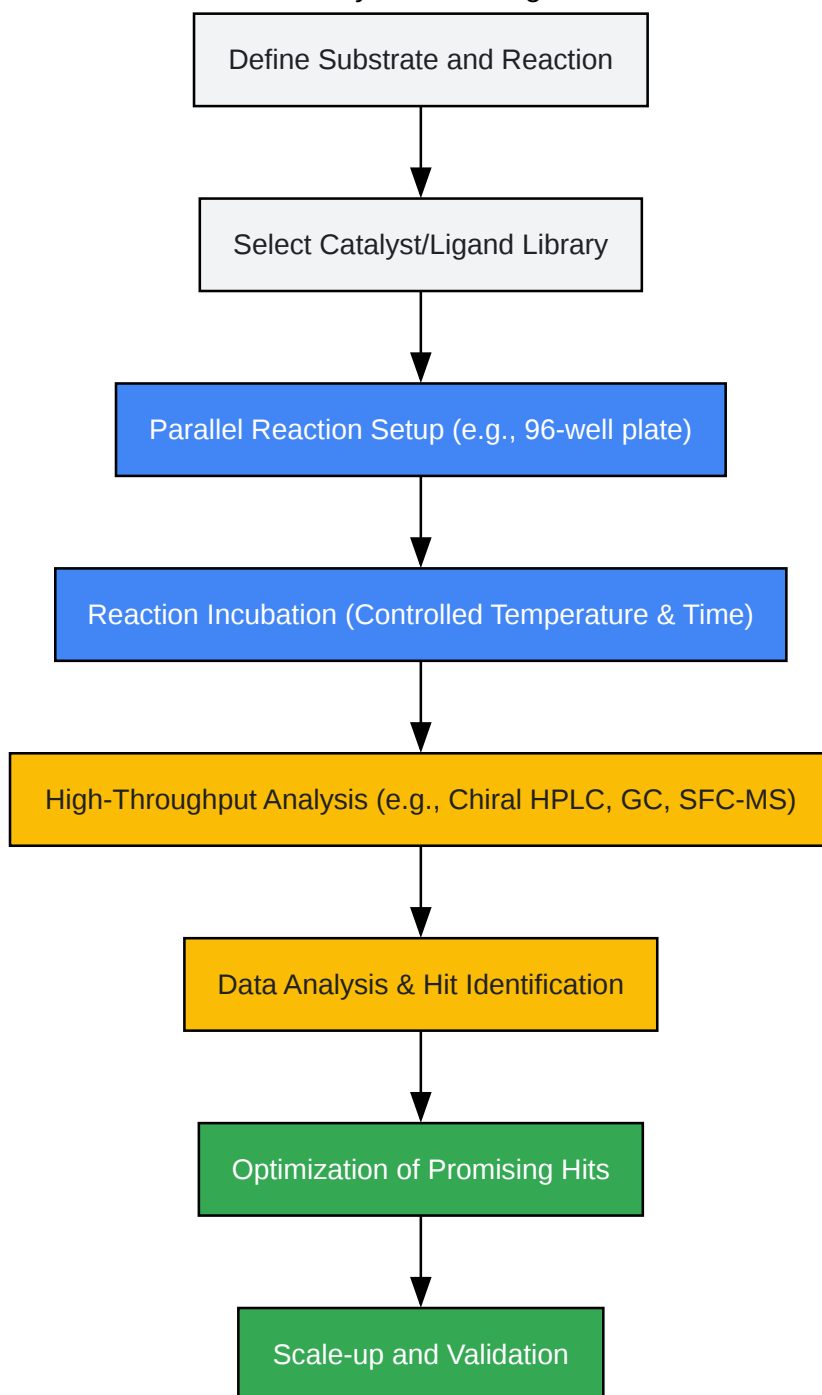 Define Substrate and Reaction
Select Catalyst/Ligand Library
Parallel Reaction Setup (e.g., 96-well plate)
Reaction Incubation (Controlled Temperature & Time)
High-Throughput Analysis (e.g., Chiral HPLC, GC, SFC-MS)
Data Analysis & Hit Identification
Optimization of Promising Hits
Scale-up and Validation